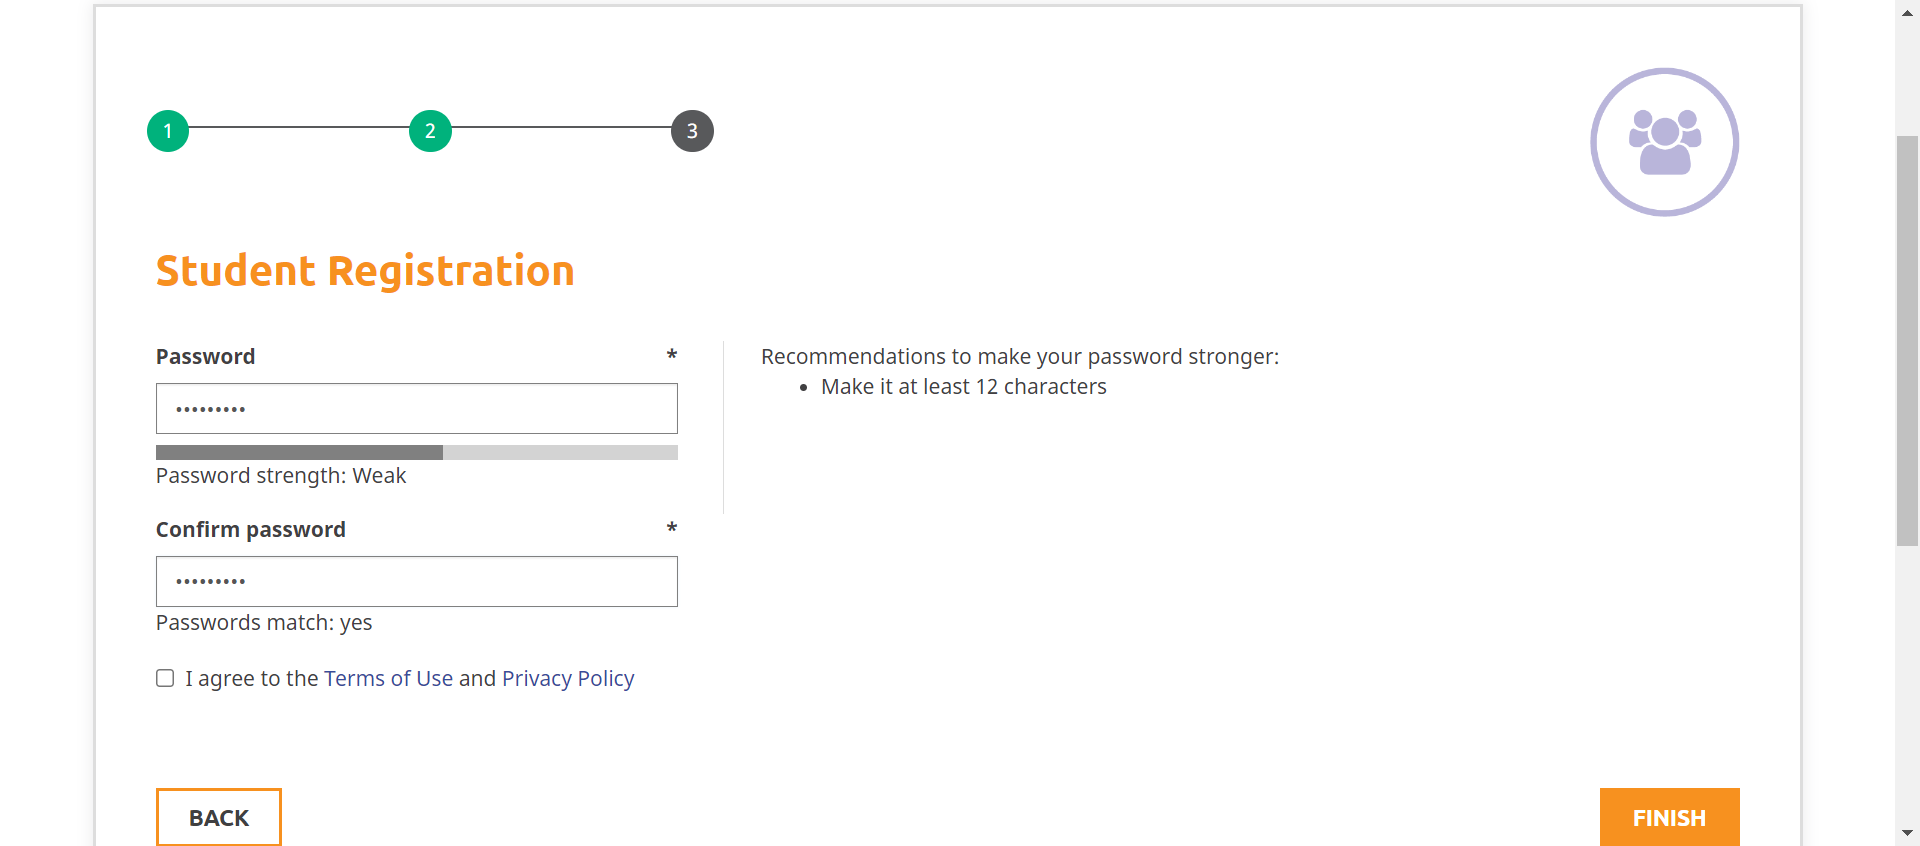 1 2 3
Student Registration
Password *
•••••••••
Password strength: Weak
Recommendations to make your password stronger:
• Make it at least 12 characters
Confirm password *
•••••••••
Passwords match: yes
I agree to the Terms of Use and Privacy Policy
BACK
FINISH